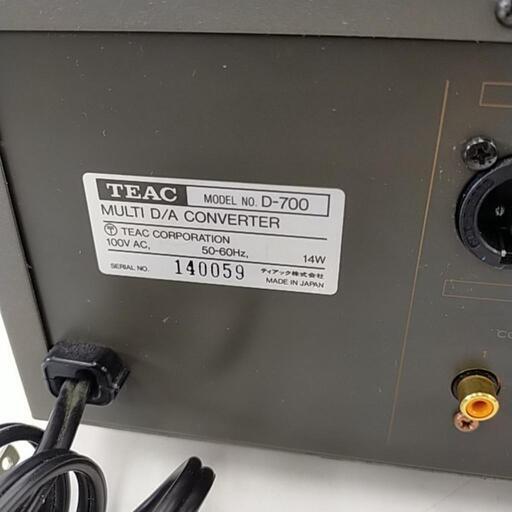 TEAC MODEL NO. D-700
MULTI D/A CONVERTER
TEAC CORPORATION
100V AC, 50-60Hz, 14W
SERIAL NO. 140059 ティアック株式会社
MADE IN JAPAN
1